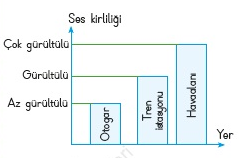 Ses kirliliği
Çok gürültülü
Gürültülü
Az gürültülü
Otogar
Tren
istasyonu
Havaalanı
Yer